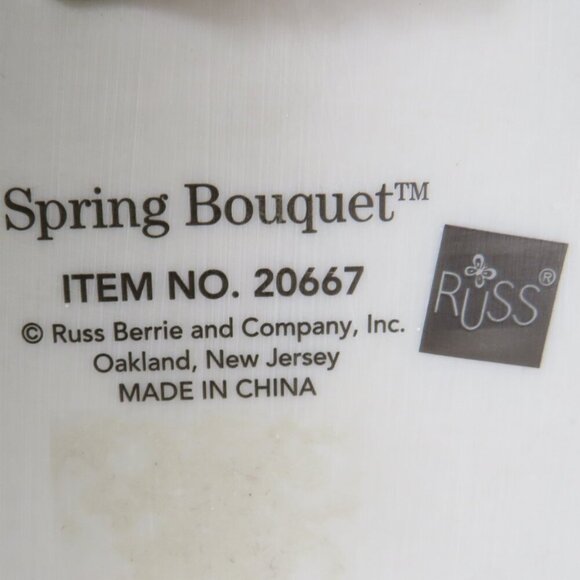 Spring Bouquet™
ITEM NO. 20667
© Russ Berrie and Company, Inc.
Oakland, New Jersey
MADE IN CHINA
RUSS®